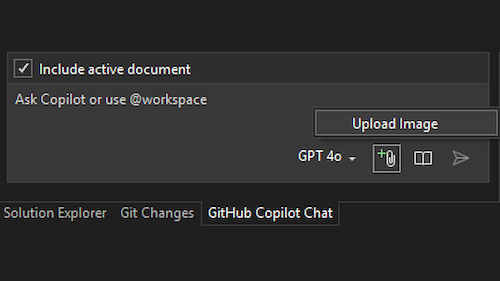 Include active document
Ask Copilot or use @workspace
Upload Image
GPT 4o
Solution Explorer Git Changes GitHub Copilot Chat